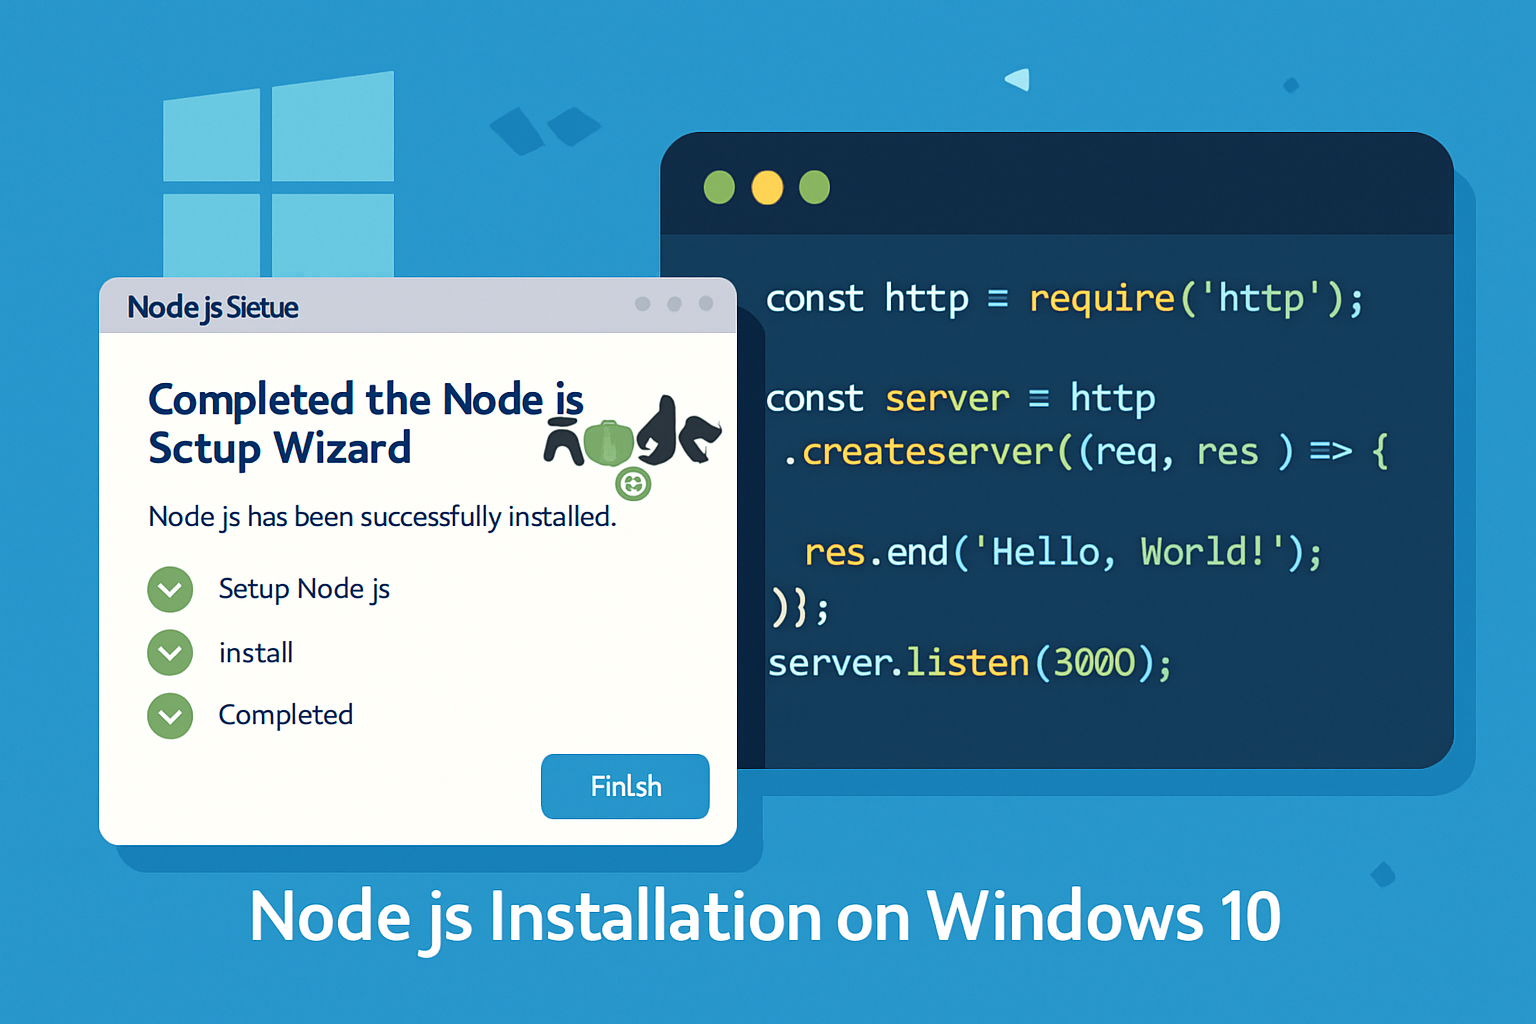 Node js Sietue
Completed the Node is
Sctup Wizard
Node js has been successfully installed.
Setup Node js
install
Completed
Finlsh
const http ≡ require('http');
const server = http
.createserver((req, res ) ≡> {
res.end('Hello, World!');
)};
server.listen(300O);
Node js Installation on Windows 10